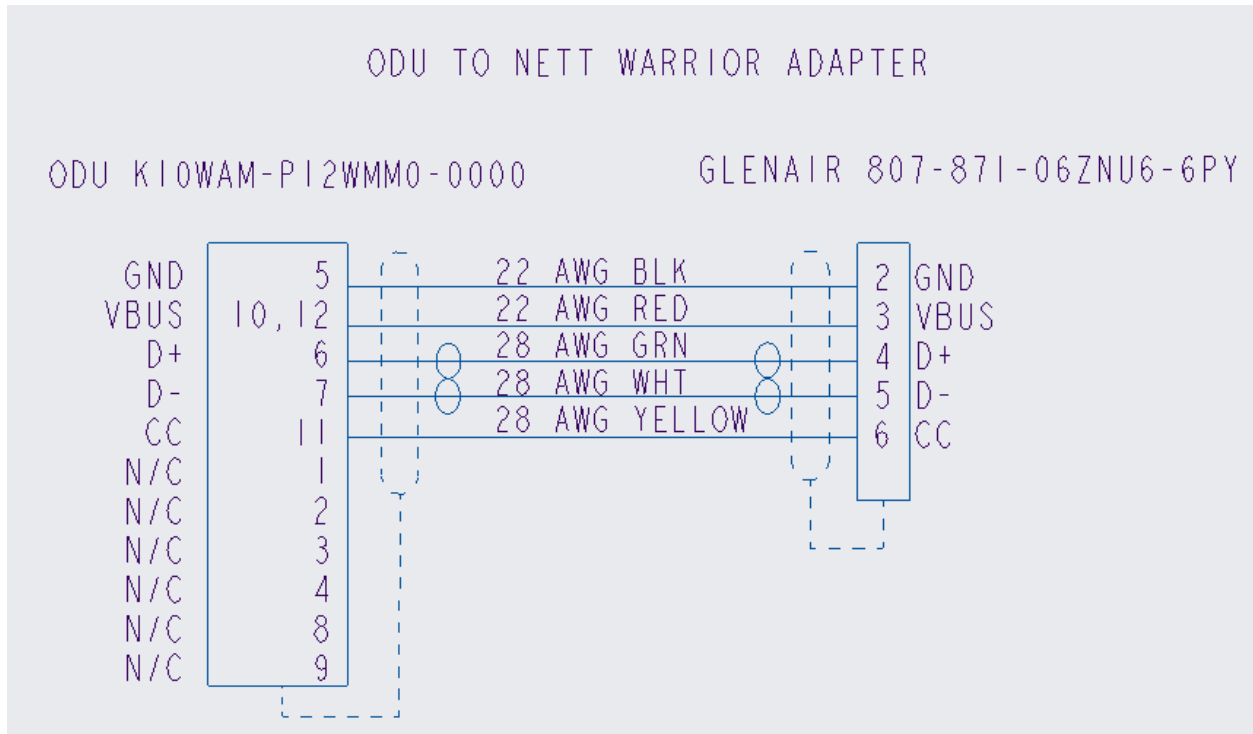 ODU TO NETT WARRIOR ADAPTER
ODU K10WAM-P12WMM0-0000 GLENAIR 807-871-06ZNU6-6PY
GND 5 22 AWG BLK 2 GND
VBUS 10,12 22 AWG RED 3 VBUS
D+ 6 28 AWG GRN 4 D+
D- 7 28 AWG WHT 5 D-
CC 11 28 AWG YELLOW 6 CC
N/C 1
N/C 2
N/C 3
N/C 4
N/C 8
N/C 9